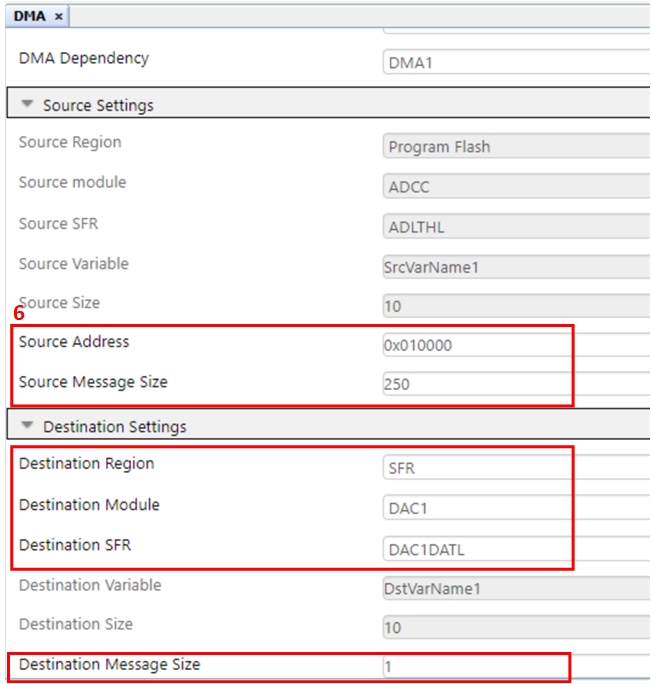 DMA ×
DMA Dependency DMA1
Source Settings
Source Region Program Flash
Source module ADCC
Source SFR ADLTHL
Source Variable SrcVarName1
Source Size 10
6
Source Address 0x010000
Source Message Size 250
Destination Settings
Destination Region SFR
Destination Module DAC1
Destination SFR DAC1DATL
Destination Variable DstVarName1
Destination Size 10
Destination Message Size 1